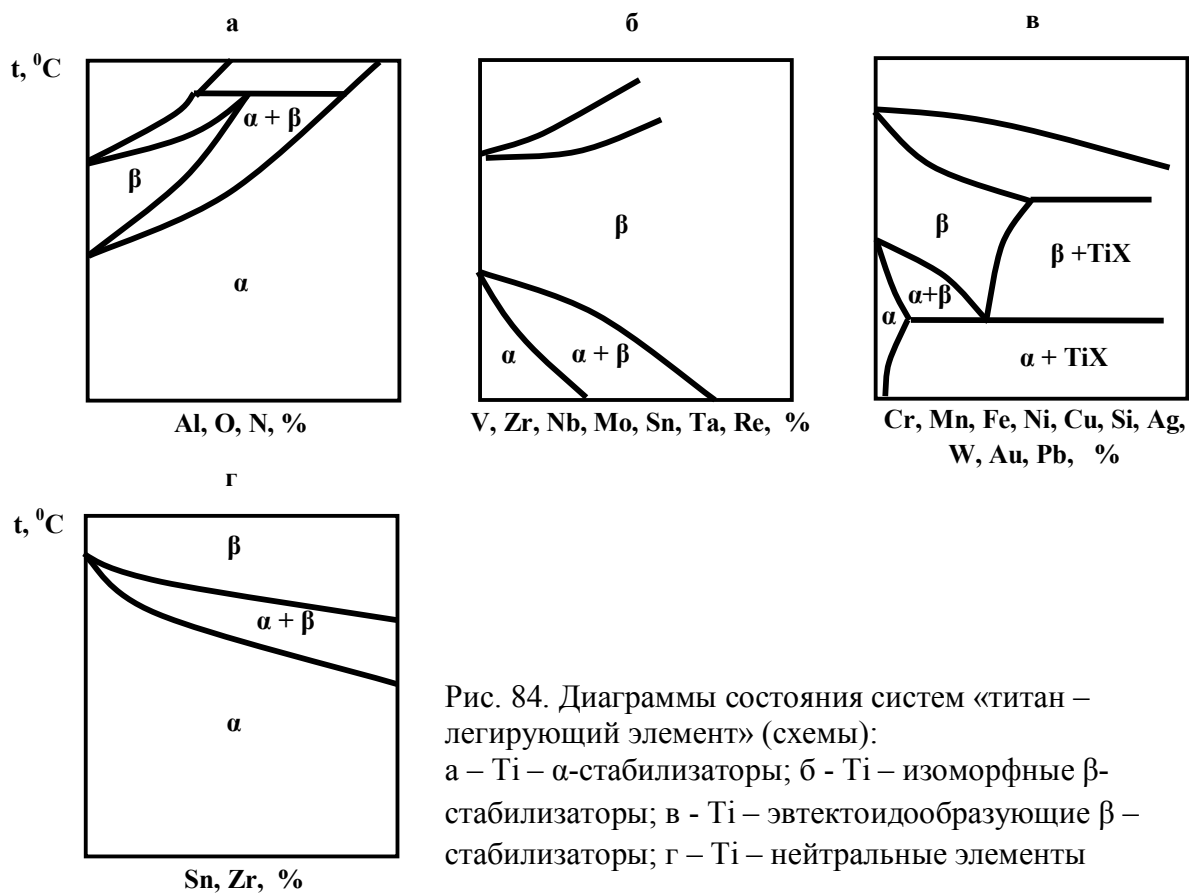 а
б
в
t, ⁰C
α + β
β
α
Al, O, N, %
β
α
α + β
V, Zr, Nb, Mo, Sn, Ta, Re, %
β
β +TiX
α+β
α
α + TiX
Cr, Mn, Fe, Ni, Cu, Si, Ag,
W, Au, Pb, %
г
t, ⁰C
β
α + β
α
Sn, Zr, %
Рис. 84. Диаграммы состояния систем «титан –
легирующий элемент» (схемы):
а – Ti – α-стабилизаторы; б - Ti – изоморфные β-
стабилизаторы; в - Ti – эвтектоидообразующие β –
стабилизаторы; г – Ti – нейтральные элементы